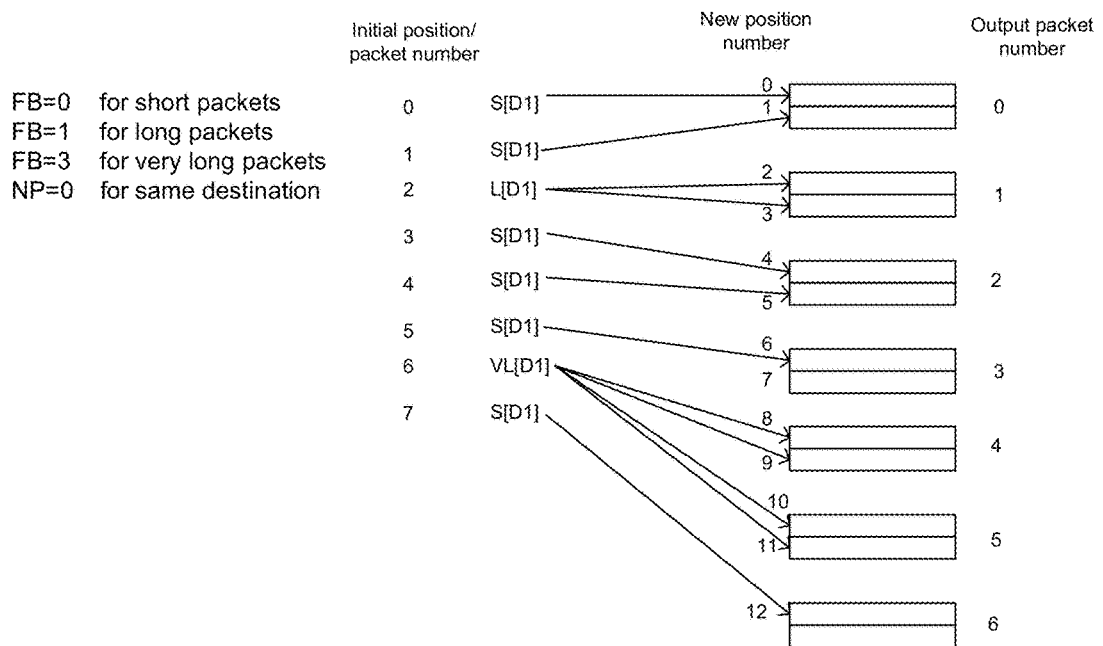 Initial position/
packet number
New position
number
Output packet
number
FB=0 for short packets
FB=1 for long packets
FB=3 for very long packets
NP=0 for same destination
0 S[D1]
1 S[D1]
2 L[D1]
3 S[D1]
4 S[D1]
5 S[D1]
6 VL[D1]
7 S[D1]
0
1
0
2
3
1
4
5
2
6
7
3
8
9
4
10
11
5
12
6